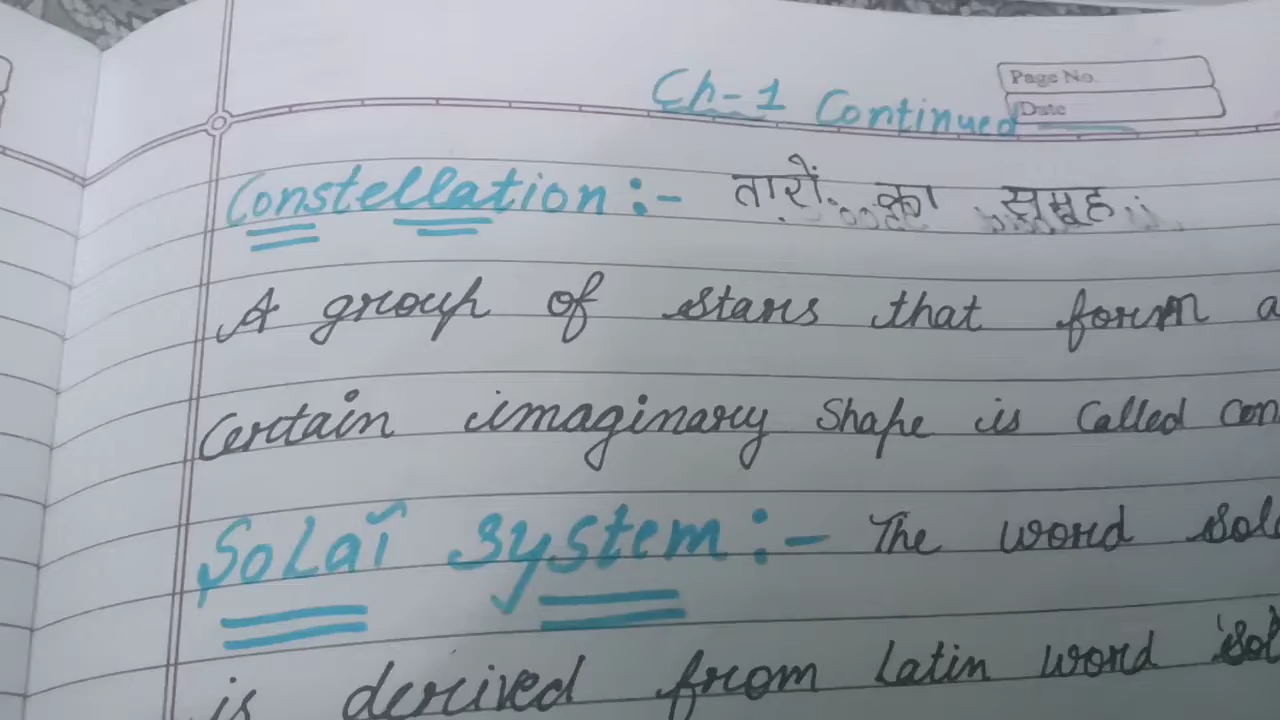 Page No.
Date
Ch-1 Continued
Constellation :- तारों का समूह
A group of stars that form a
Certain imaginary Shape is Called con
Solar System :- The word sol
is derived from Latin word 'sol